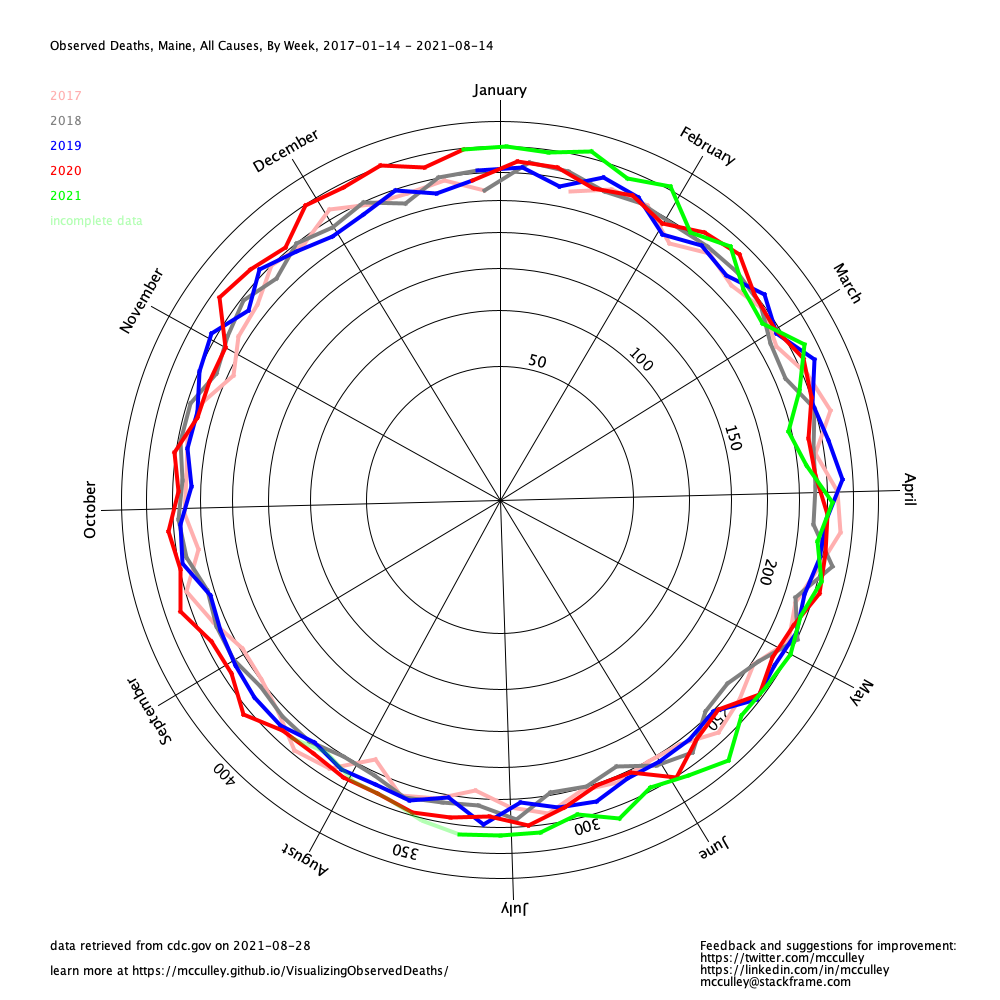 Observed Deaths, Maine, All Causes, By Week, 2017-01-14 - 2021-08-14
January
2017
2018
2019
2020
2021
incomplete data
December
February
November
March
50
100
150
October
April
200
September
May
250
400
300
350
August
June
July
data retrieved from cdc.gov on 2021-08-28
learn more at https://mcculley.github.io/VisualizingObservedDeaths/
Feedback and suggestions for improvement:
https://twitter.com/mcculley
https://linkedin.com/in/mcculley
mcculley@stackframe.com